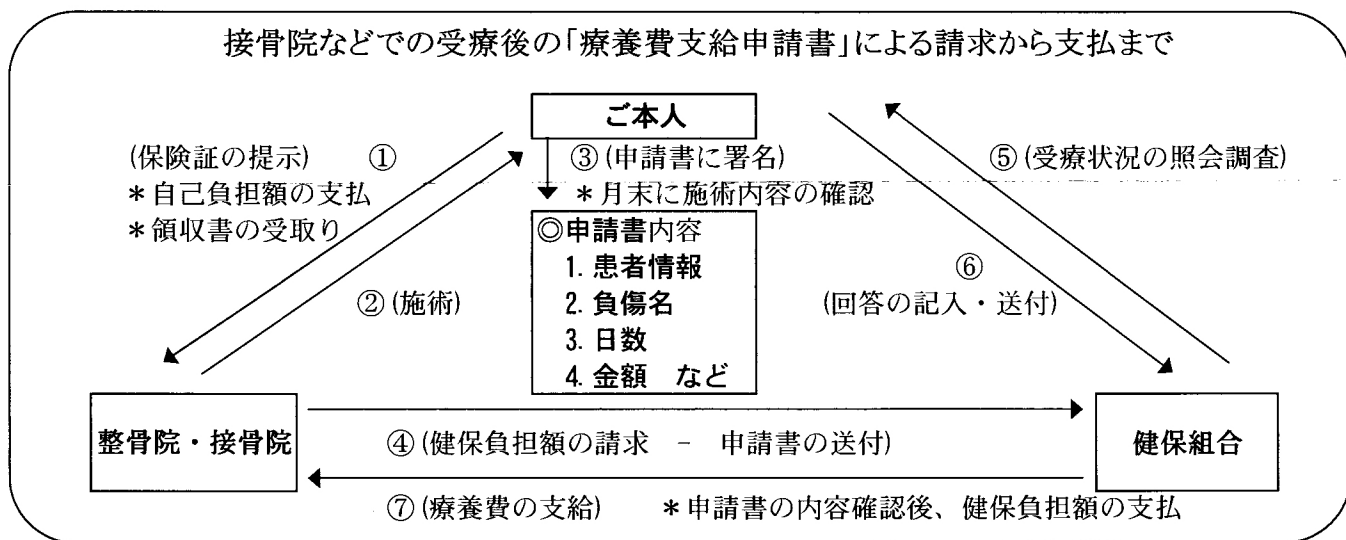 接骨院などでの受療後の「療養費支給申請書」による請求から支払まで
ご本人
(保険証の提示) ①
*自己負担額の支払
*領収書の受取り
②(施術)
③(申請書に署名)
*月末に施術内容の確認
◎申請書内容
1. 患者情報
2. 負傷名
3. 日数
4. 金額 など
⑤(受療状況の照会調査)
⑥
(回答の記入・送付)
整骨院・接骨院
④(健保負担額の請求 － 申請書の送付)
健保組合
⑦(療養費の支給) *申請書の内容確認後、健保負担額の支払